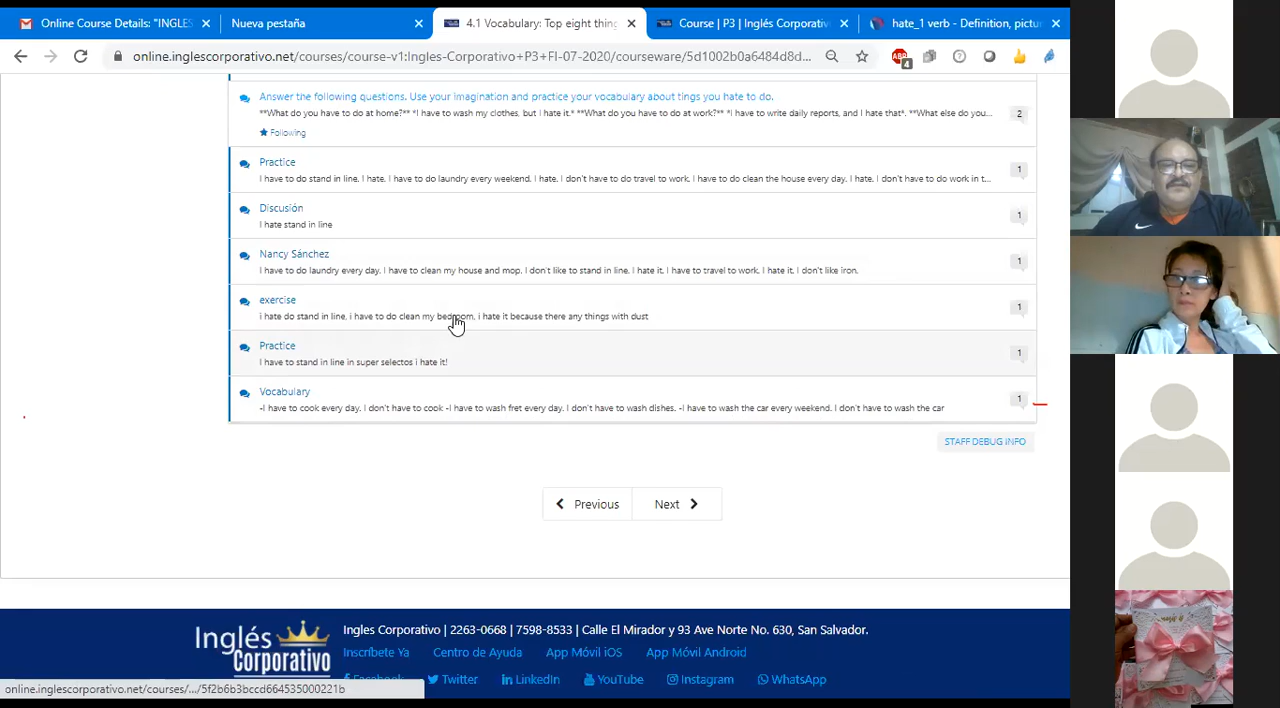 Online Course Details: "INGLES
Nueva pestaña
4.1 Vocabulary: Top eight thing
Course | P3 | Inglés Corporativo
hate_1 verb - Definition, pictu
online.inglescorporativo.net/courses/course-v1:Ingles-Corporativo+P3+FI-07-2020/courseware/5d1002b0a6484d8d...
4
Answer the following questions. Use your imagination and practice your vocabulary about tings you hate to do.
**What do you have to do at home?** *I have to wash my clothes, but I hate it.* **What do you have to do at work?** *I have to write daily reports, and I hate that*. **What else do you...
2
Following
Practice
I have to do stand in line. I hate. I have to do laundry every weekend. I hate. I don't have to do travel to work. I have to do clean the house every day. I hate. I don't have to do work in t...
1
Discusión
I hate stand in line
1
Nancy Sánchez
I have to do laundry every day. I have to clean my house and mop. I don't like to stand in line. I hate it. I have to travel to work. I hate it. I don't like iron.
1
exercise
i hate do stand in line. i have to do clean my bedroom. i hate it because there any things with dust
1
Practice
I have to stand in line in super selectos i hate it!
1
Vocabulary
-I have to cook every day. I don't have to cook -I have to wash fret every day. I don't have to wash dishes. -I have to wash the car every weekend. I don't have to wash the car
1
STAFF DEBUG INFO
Previous
Next
Inglés Corporativo
Ingles Corporativo | 2263-0668 | 7598-8533 | Calle El Mirador y 93 Ave Norte No. 630, San Salvador.
Inscríbete Ya
Centro de Ayuda
App Móvil iOS
App Móvil Android
Facebook
Twitter
LinkedIn
YouTube
Instagram
WhatsApp
online.inglescorporativo.net/courses/.../5f2b6b3bccd664535000221b